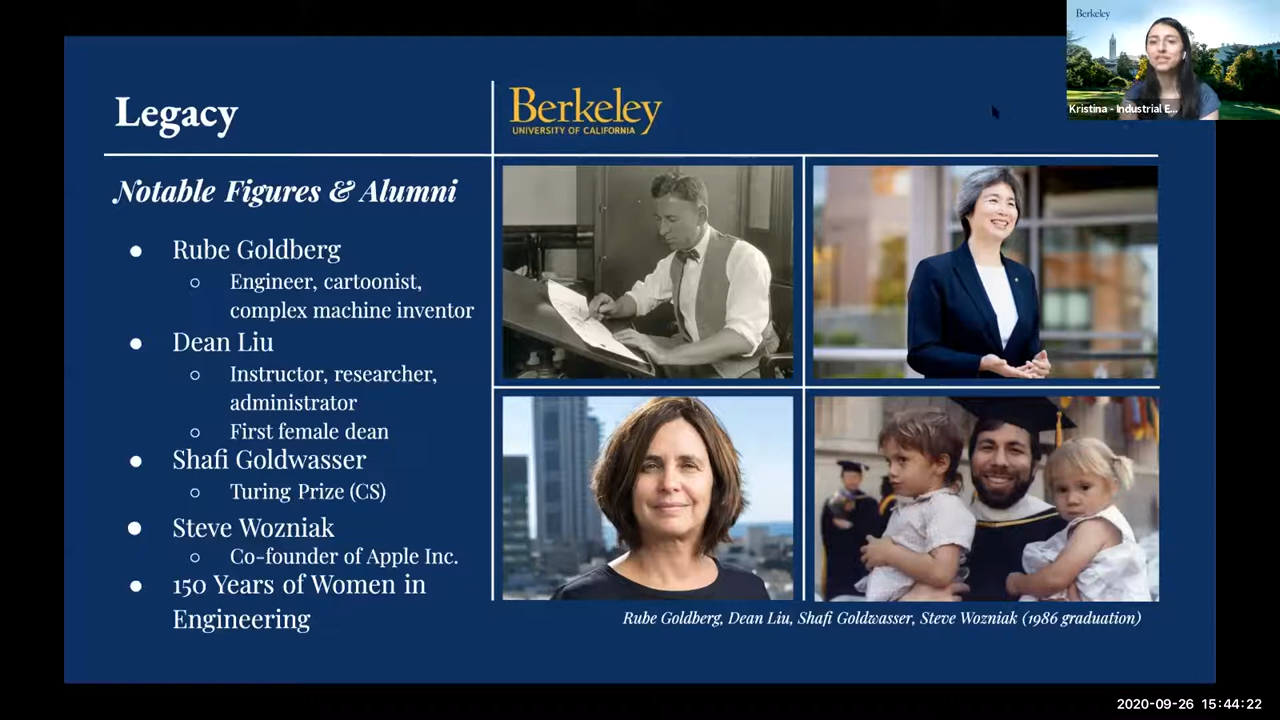 Berkeley
Kristina - Industrial E...
Legacy
Berkeley
UNIVERSITY OF CALIFORNIA
Notable Figures & Alumni
● Rube Goldberg
○ Engineer, cartoonist,
complex machine inventor
● Dean Liu
○ Instructor, researcher,
administrator
○ First female dean
● Shafi Goldwasser
○ Turing Prize (CS)
● Steve Wozniak
○ Co-founder of Apple Inc.
● 150 Years of Women in
Engineering
Rube Goldberg, Dean Liu, Shafi Goldwasser, Steve Wozniak (1986 graduation)
2020-09-26 15:44:22